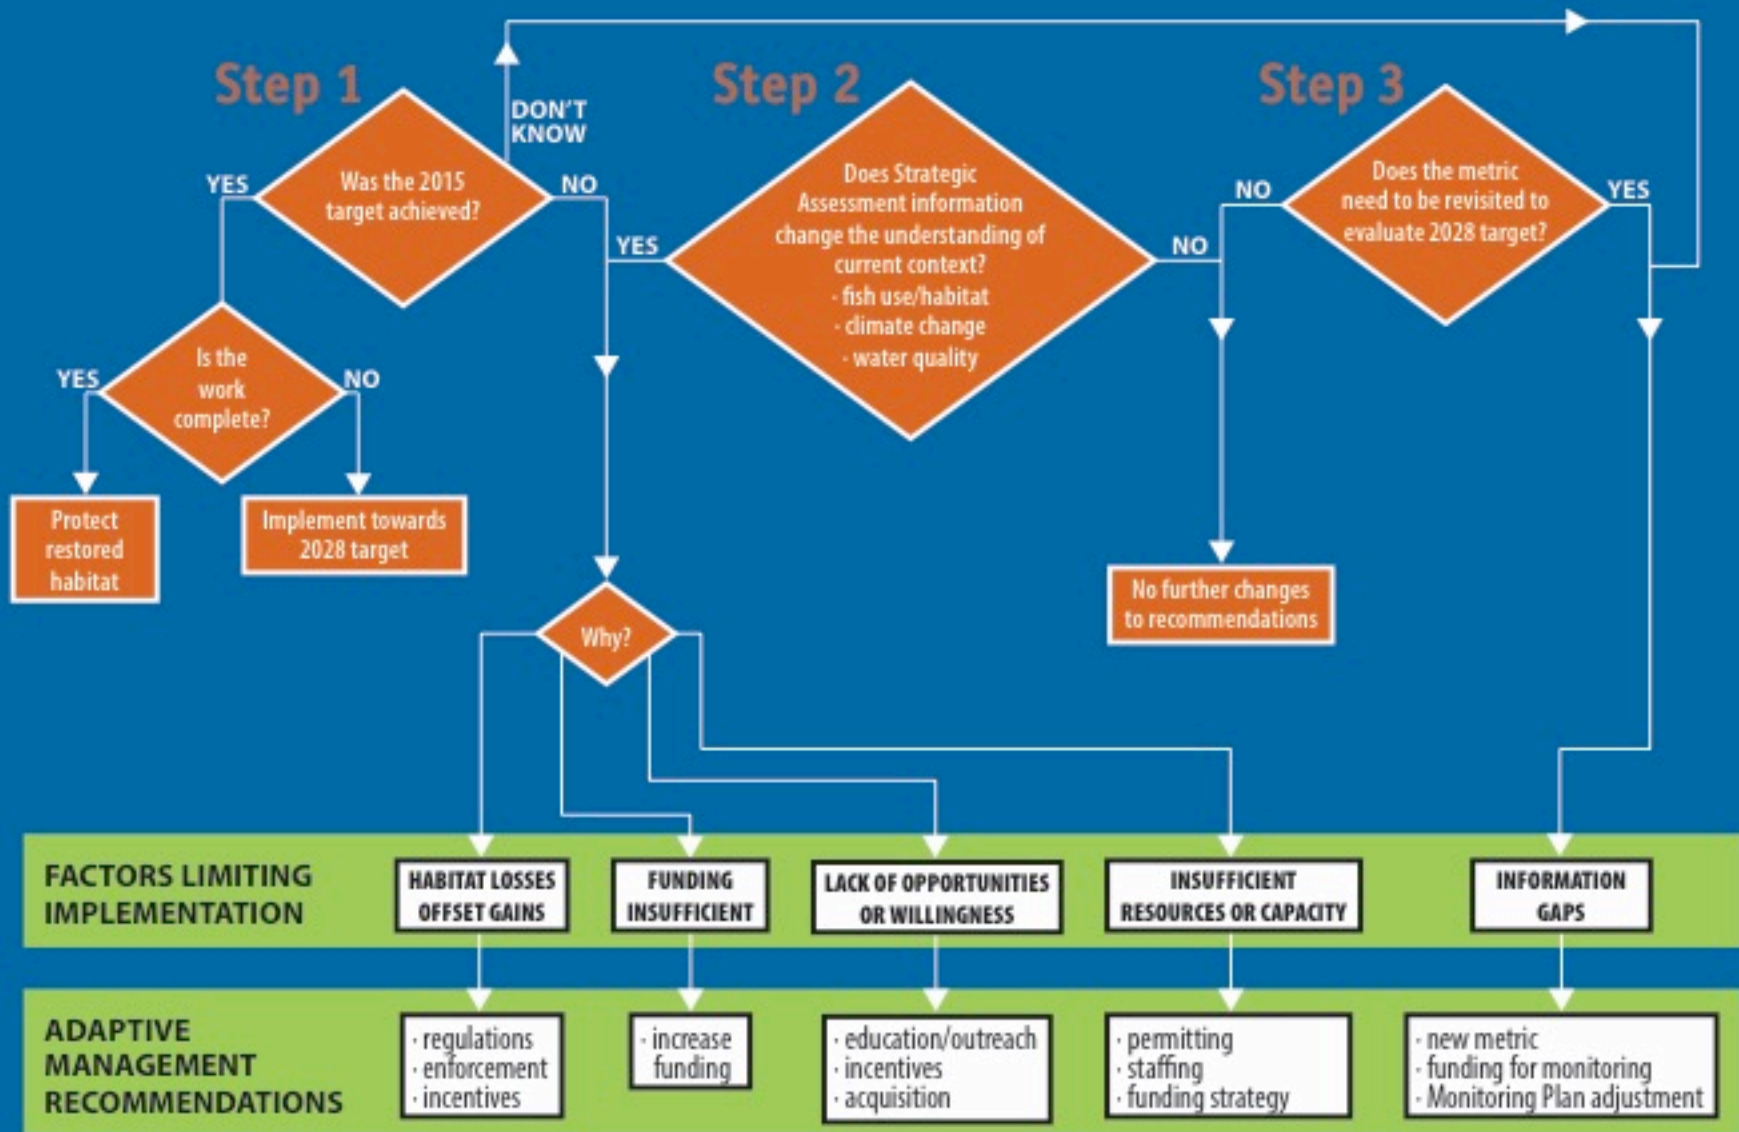 Step 1
Step 2
Step 3
DON'T
KNOW
YES
Was the 2015
target achieved?
NO
YES
Does Strategic
Assessment information
change the understanding of
current context?
· fish use/habitat
· climate change
· water quality
NO
NO
Does the metric
need to be revisited to
evaluate 2028 target?
YES
YES
Is the
work
complete?
NO
Protect
restored
habitat
Implement towards
2028 target
Why?
No further changes
to recommendations
FACTORS LIMITING
IMPLEMENTATION
HABITAT LOSSES
OFFSET GAINS
FUNDING
INSUFFICIENT
LACK OF OPPORTUNITIES
OR WILLINGNESS
INSUFFICIENT
RESOURCES OR CAPACITY
INFORMATION
GAPS
ADAPTIVE
MANAGEMENT
RECOMMENDATIONS
· regulations
· enforcement
· incentives
· increase
funding
· education/outreach
· incentives
· acquisition
· permitting
· staffing
· funding strategy
· new metric
· funding for monitoring
· Monitoring Plan adjustment